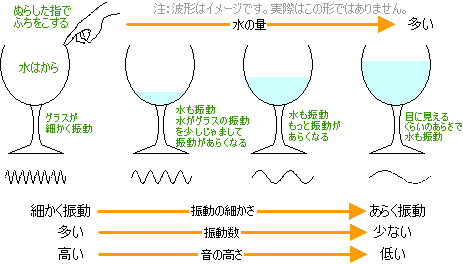 ぬらした指で
ふちをこする
注:波形はイメージです。実際はこの形ではありません。
水の量
多い
水はから
グラスが
細かく振動
水も振動
水がグラスの振動
を少しじゃまして
振動があらくなる
水も振動
もっと振動が
あらくなる
目に見える
くらいのあらさで
水も振動
細かく振動
振動の細かさ
あらく振動
多い
振動数
少ない
高い
音の高さ
低い